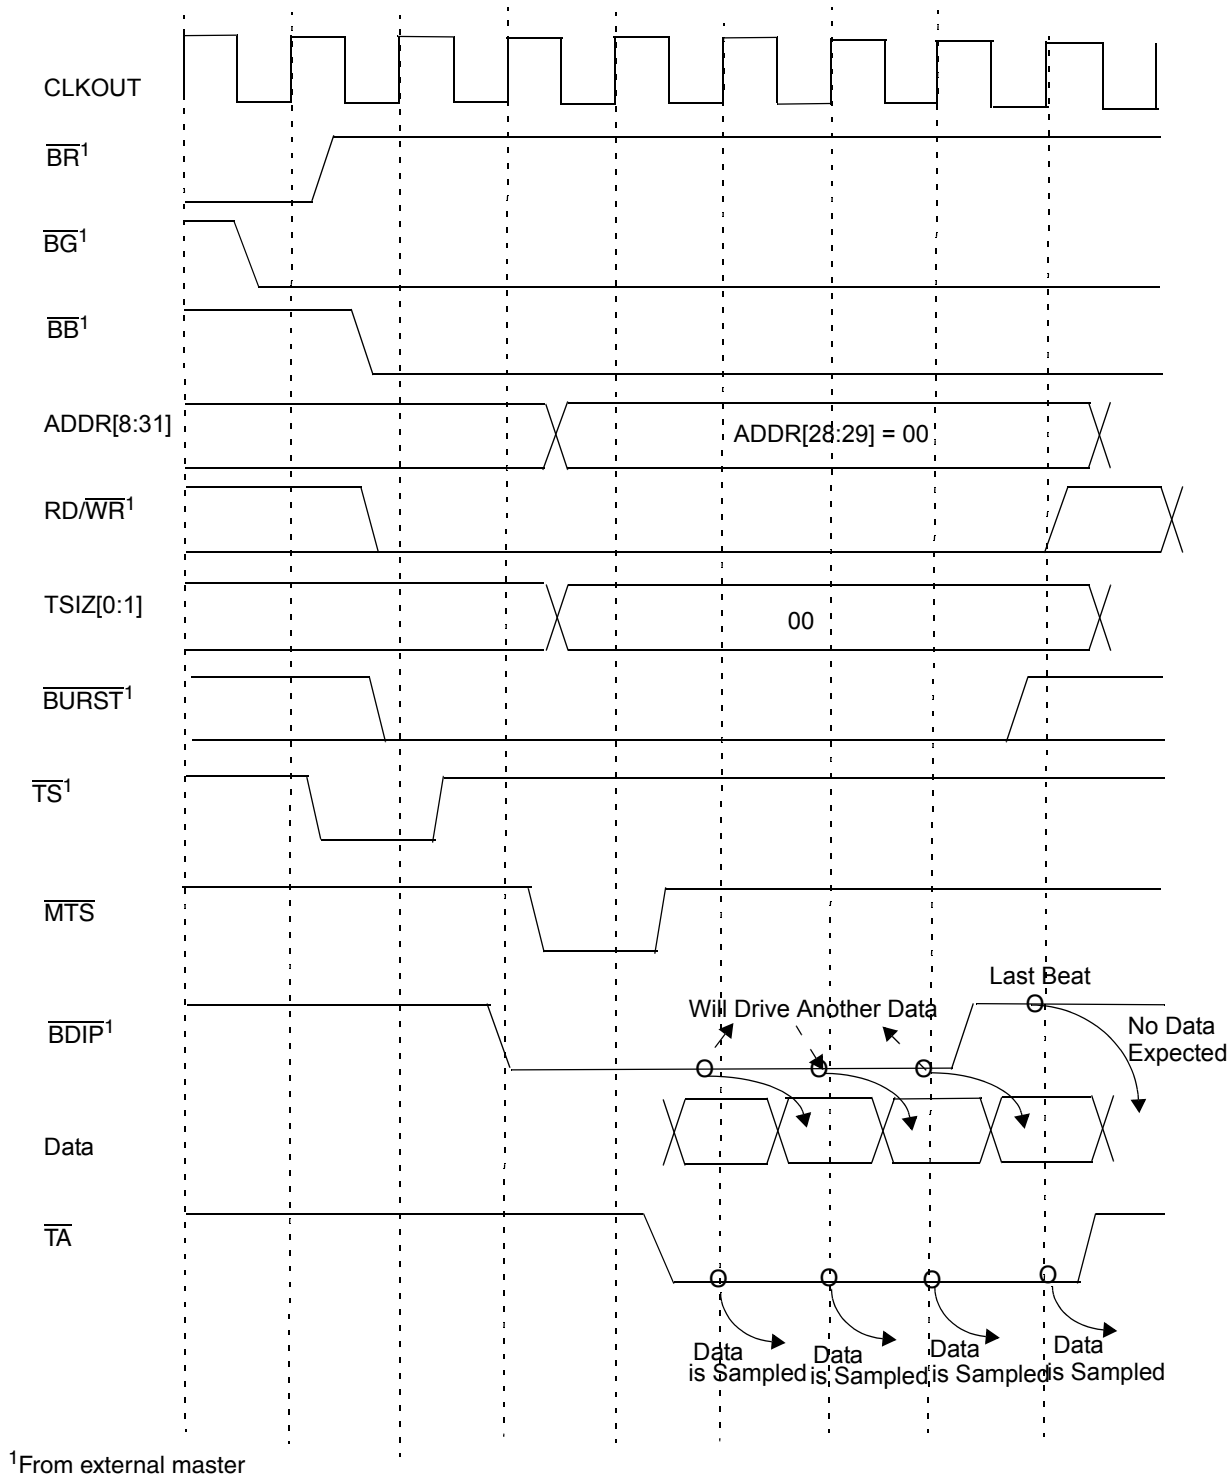 CLKOUT
BR1
BG1
BB1
ADDR[8:31]
ADDR[28:29] = 00
RD/WR1
TSIZ[0:1]
00
BURST1
TS1
MTS
Last Beat
Will Drive Another Data
BDIP1
No Data
Expected
Data
TA
Data
is Sampled
Data
is Sampled
Data
is Sampled
Data
is Sampled
1From external master